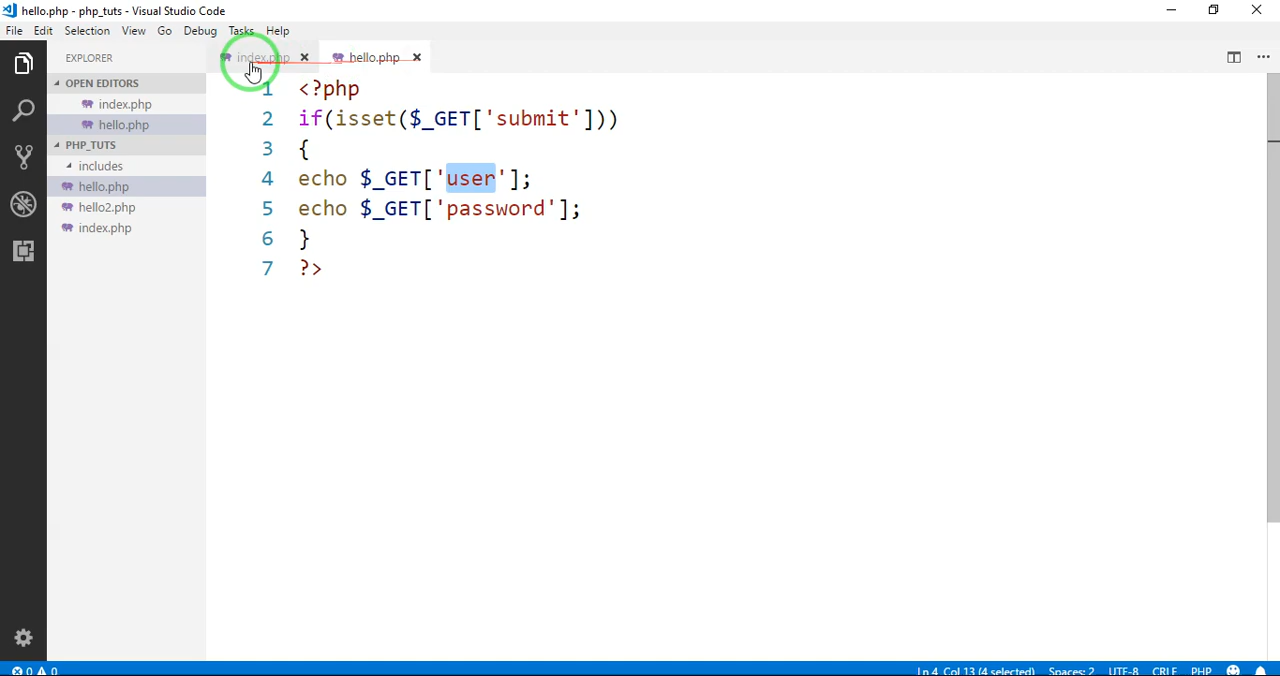 hello.php - php_tuts - Visual Studio Code
File Edit Selection View Go Debug Tasks Help
EXPLORER
index.php
hello.php
OPEN EDITORS
index.php
hello.php
PHP_TUTS
includes
hello.php
hello2.php
index.php
1 <?php
2 if(isset($_GET['submit']))
3 {
4 echo $_GET['user'];
5 echo $_GET['password'];
6 }
7 ?>
0 0 Ln 4, Col 13 (4 selected) Spaces: 2 UTF-8 CRLF PHP